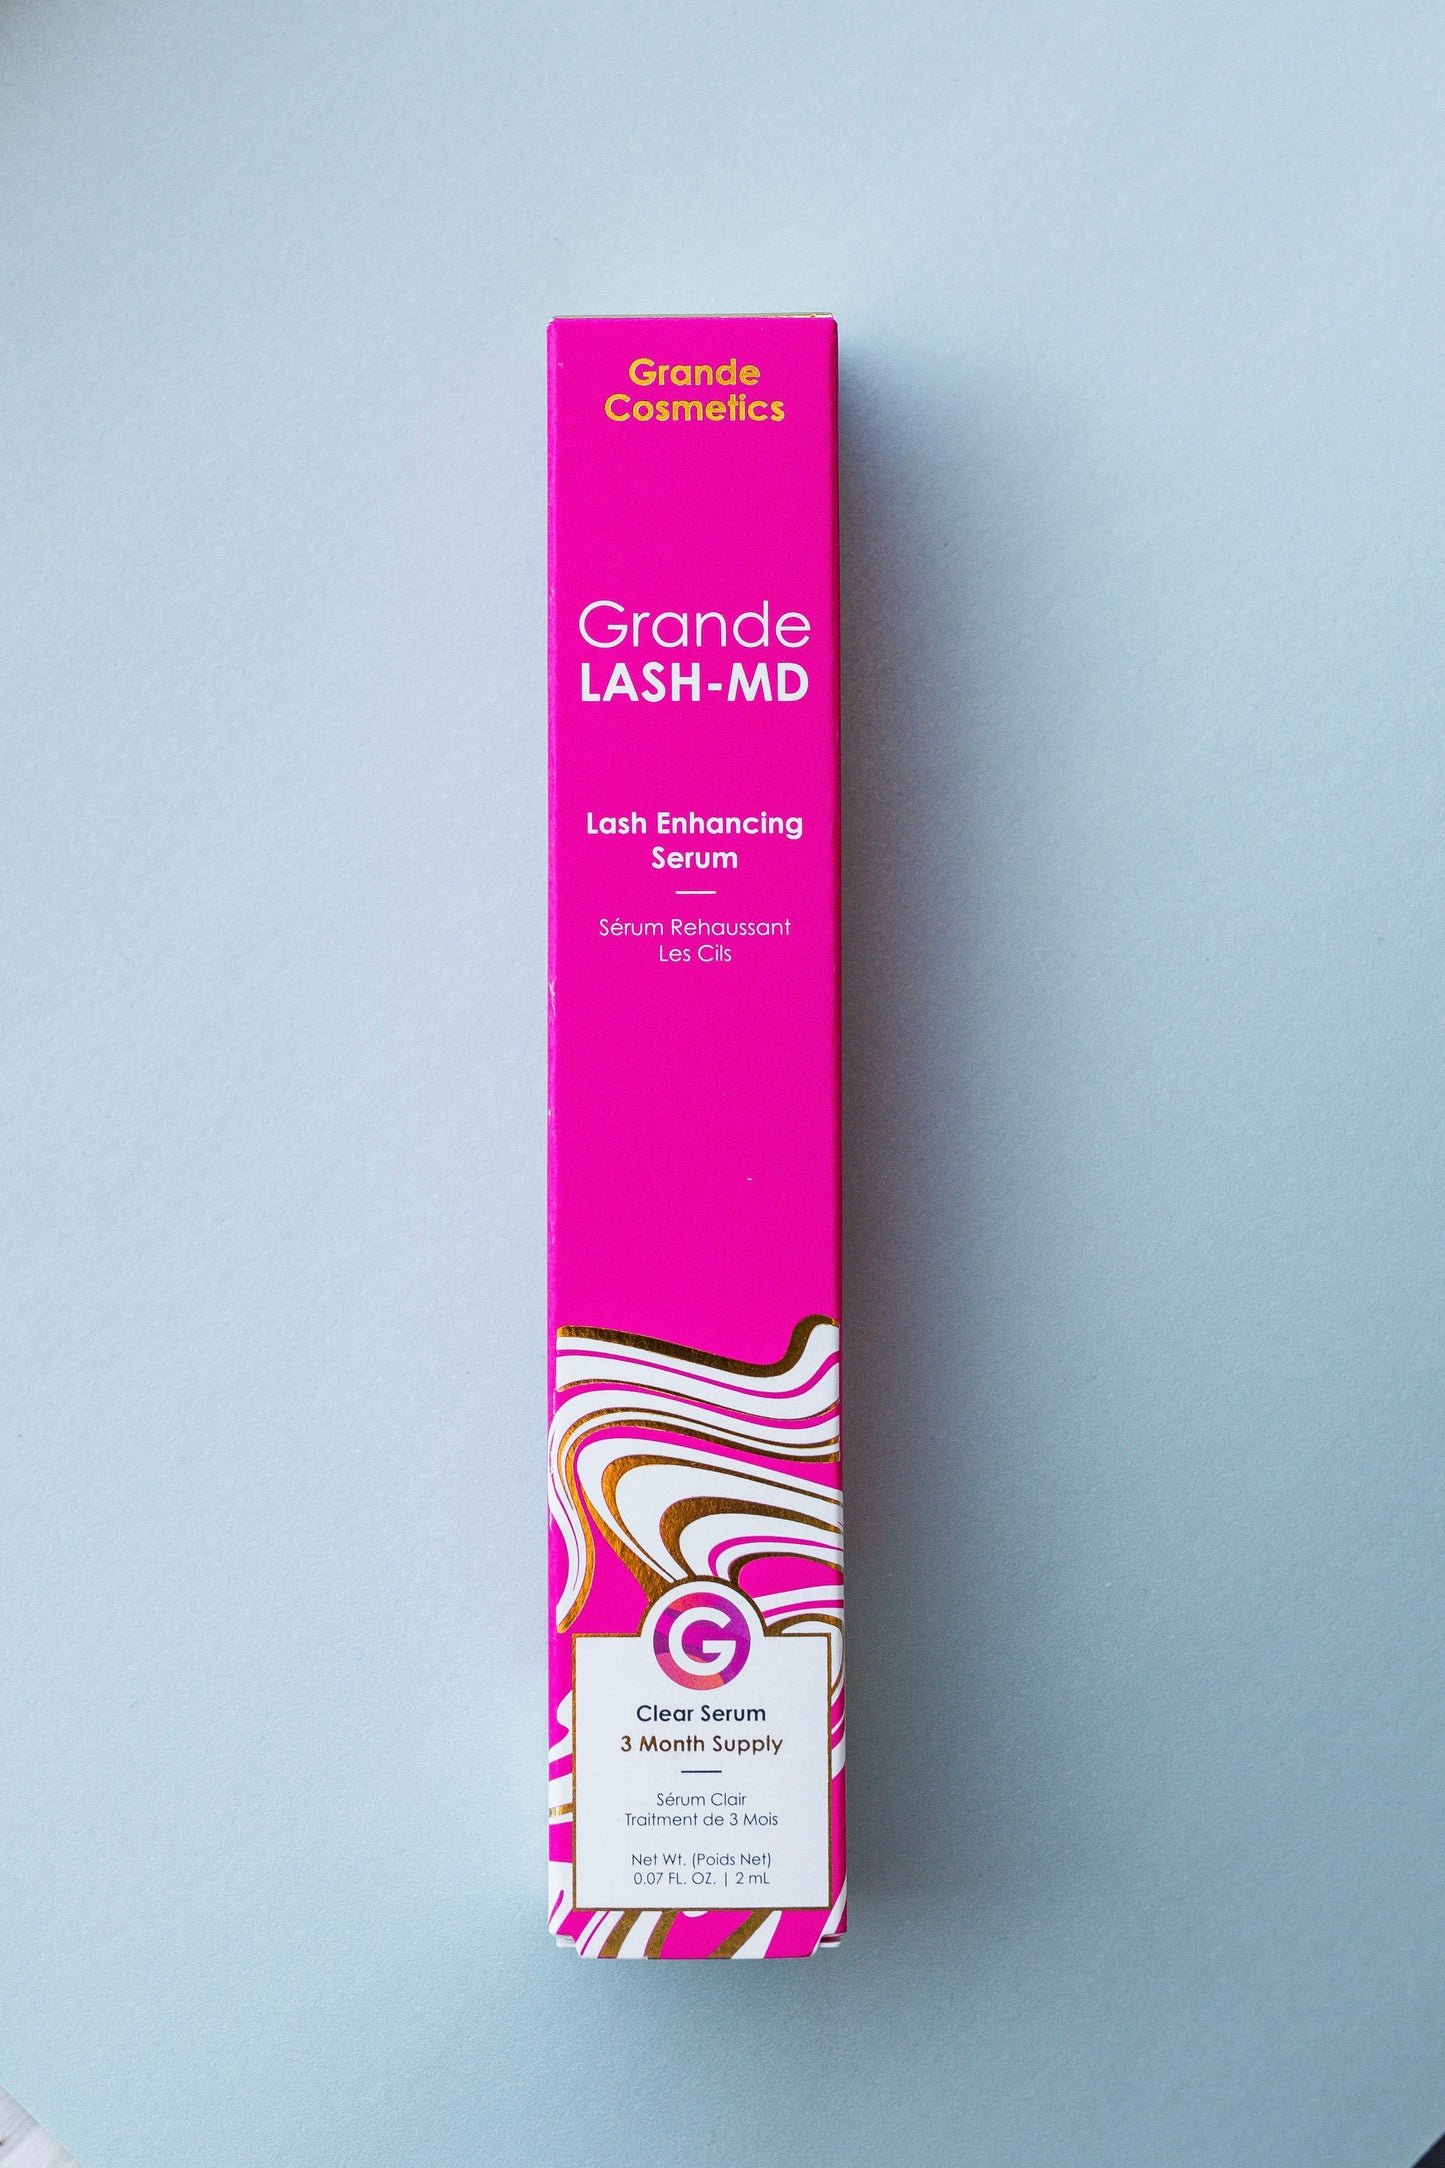 Grande
Cosmetics
Grande
LASH-MD
Lash Enhancing
Serum
Sérum Rehaussant
Les Cils
G
Clear Serum
3 Month Supply
Sérum Clair
Traitment de 3 Mois
Net Wt. (Poids Net)
0.07 FL. OZ. | 2 mL